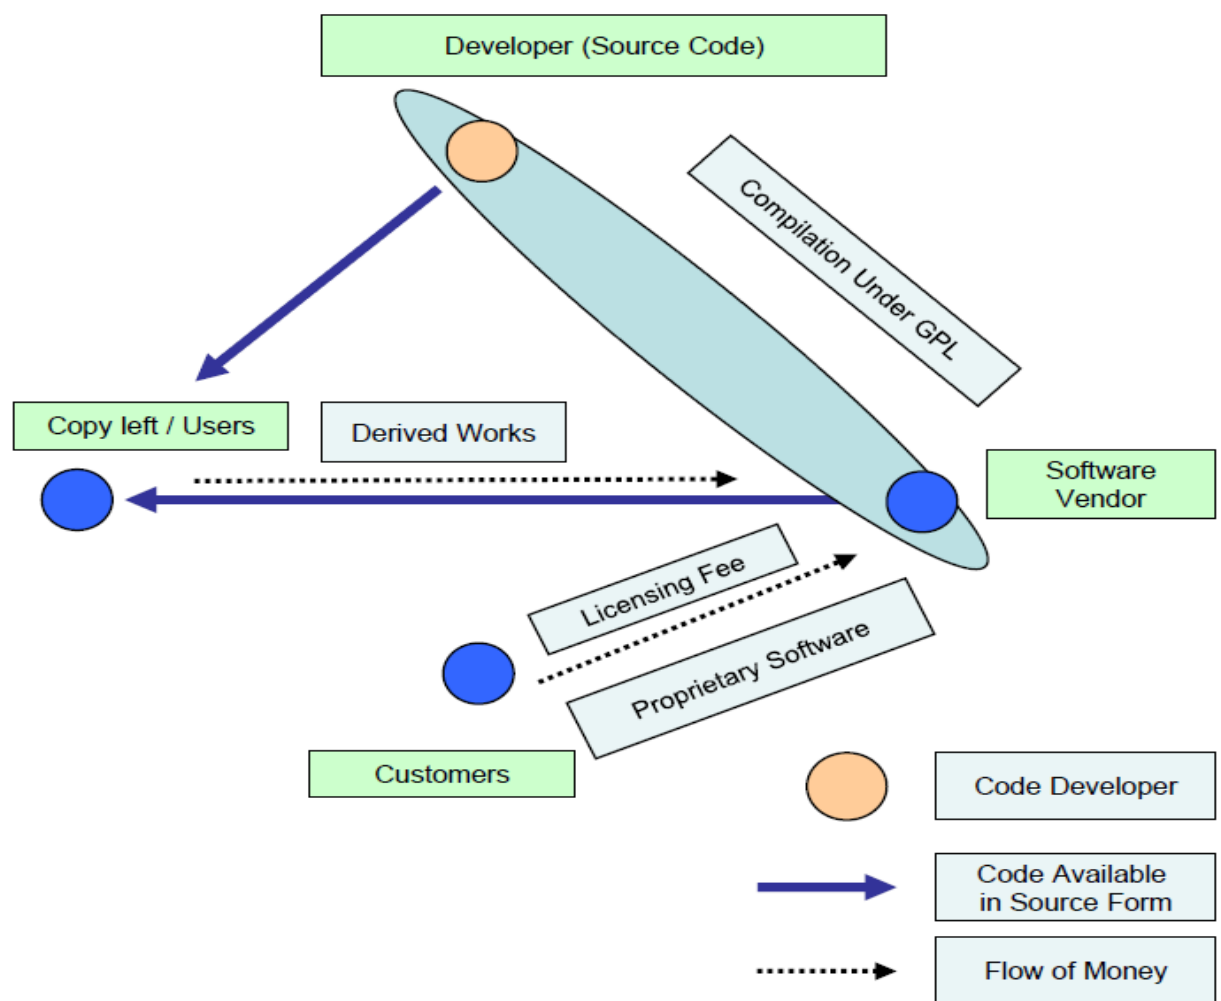 Developer (Source Code)
Compilation Under GPL
Copy left / Users
Derived Works
Software
Vendor
Licensing Fee
Proprietary Software
Customers
Code Developer
Code Available
in Source Form
Flow of Money